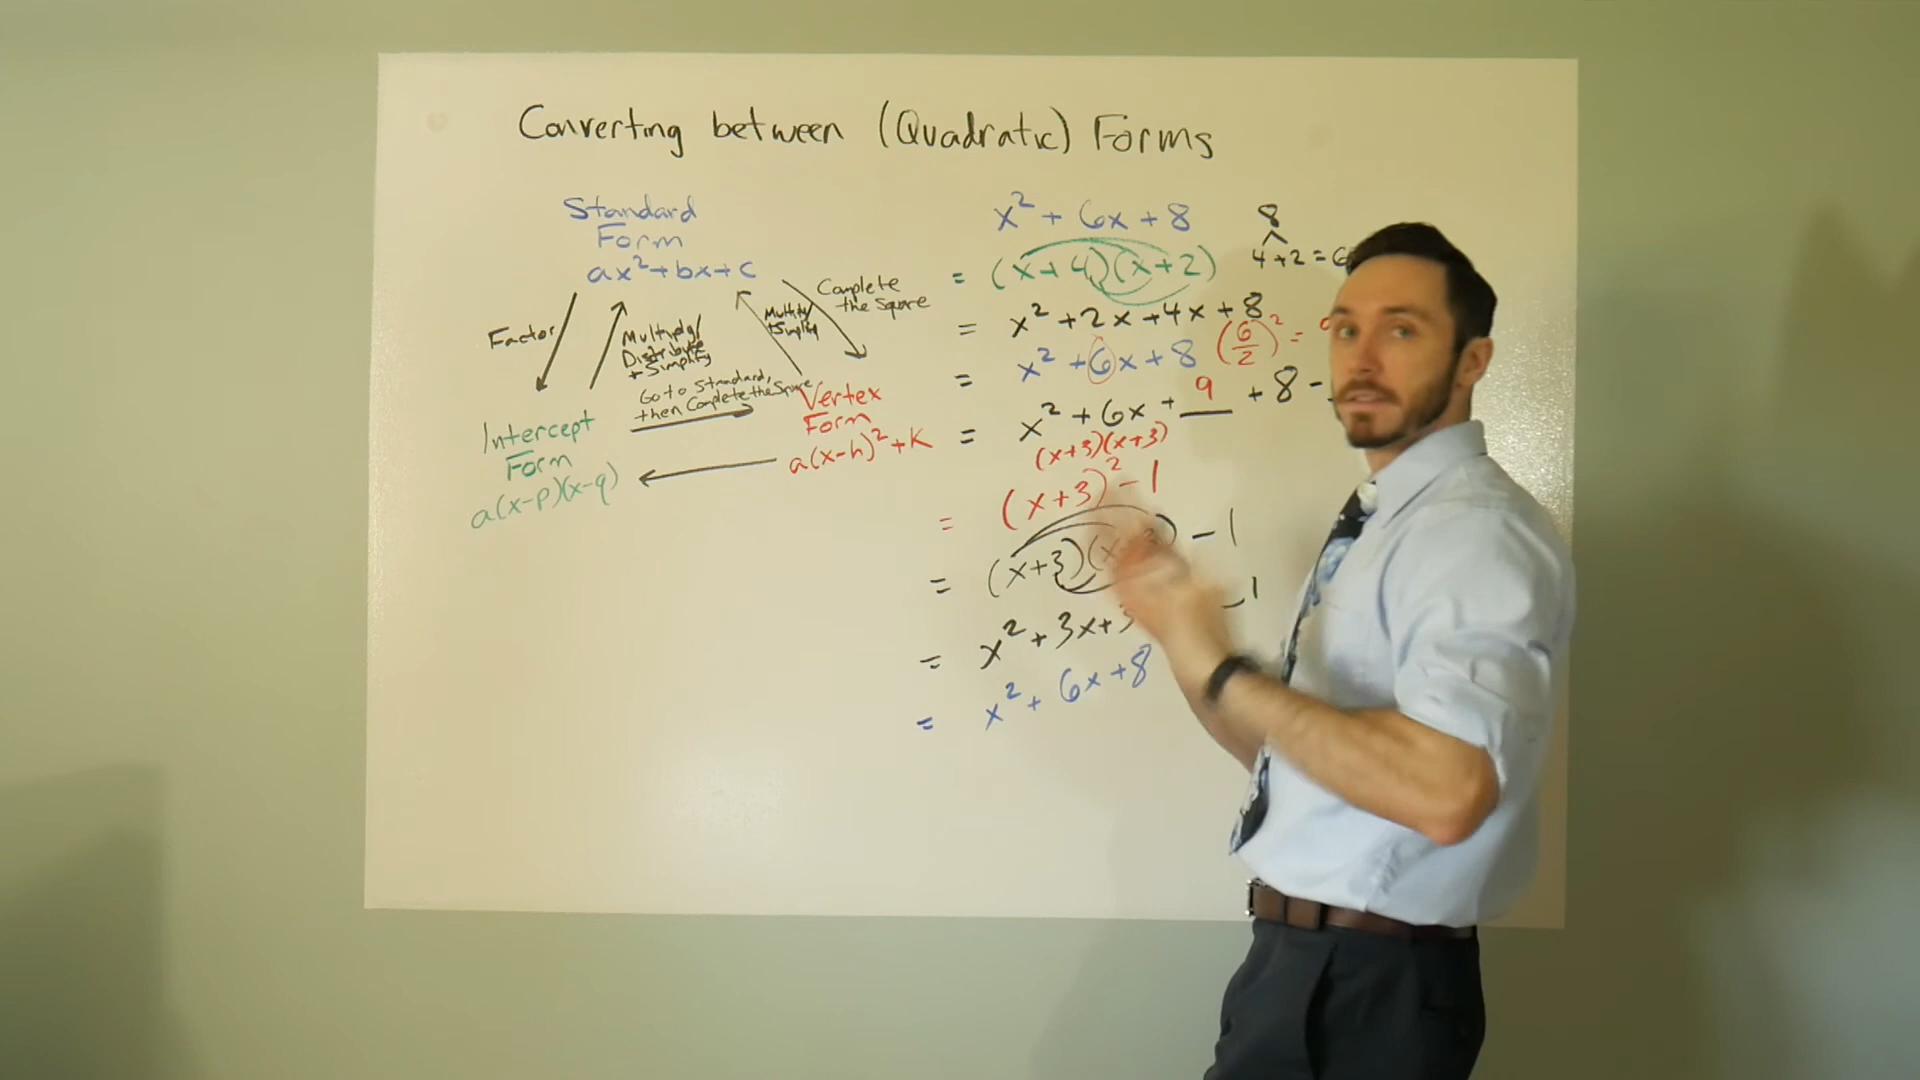 Converting between (Quadratic) Forms
Standard
Form
ax²+bx+c
Factor
Multiply/
Distribute
+ Simplify
Multiply
+Simplify
Complete
the Square
Go to Standard,
then Complete the Square
Intercept
Form
a(x-p)(x-q)
Vertex
Form
a(x-h)²+k
x² + 6x + 8
8
4+2=6
= (x+4)(x+2)
= x² +2x +4x +8
= x² +6x + 8 (6/2)² =
= x² + 6x + 9 + 8 -
(x+3)(x+3)
= (x+3)² - 1
= (x+3)(x - 1
= x² + 3x+3 -1
= x² + 6x+8